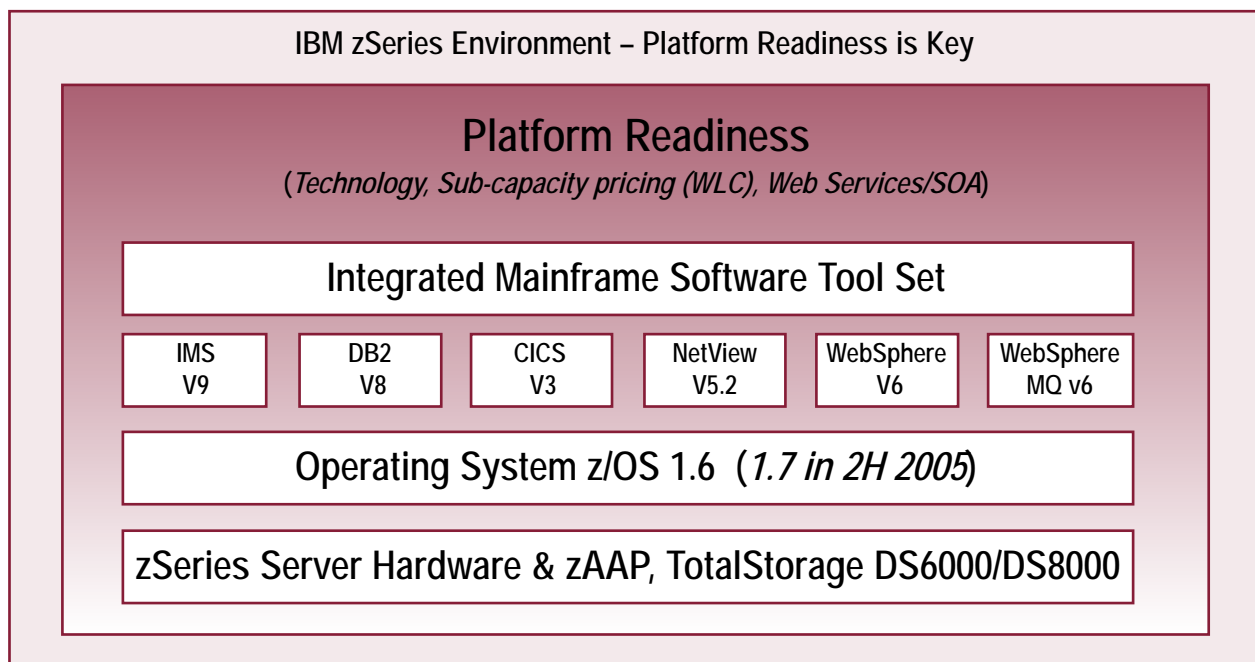 IBM zSeries Environment – Platform Readiness is Key
Platform Readiness
(Technology, Sub-capacity pricing (WLC), Web Services/SOA)
Integrated Mainframe Software Tool Set
IMS
V9
DB2
V8
CICS
V3
NetView
V5.2
WebSphere
V6
WebSphere
MQ v6
Operating System z/OS 1.6 (1.7 in 2H 2005)
zSeries Server Hardware & zAAP, TotalStorage DS6000/DS8000